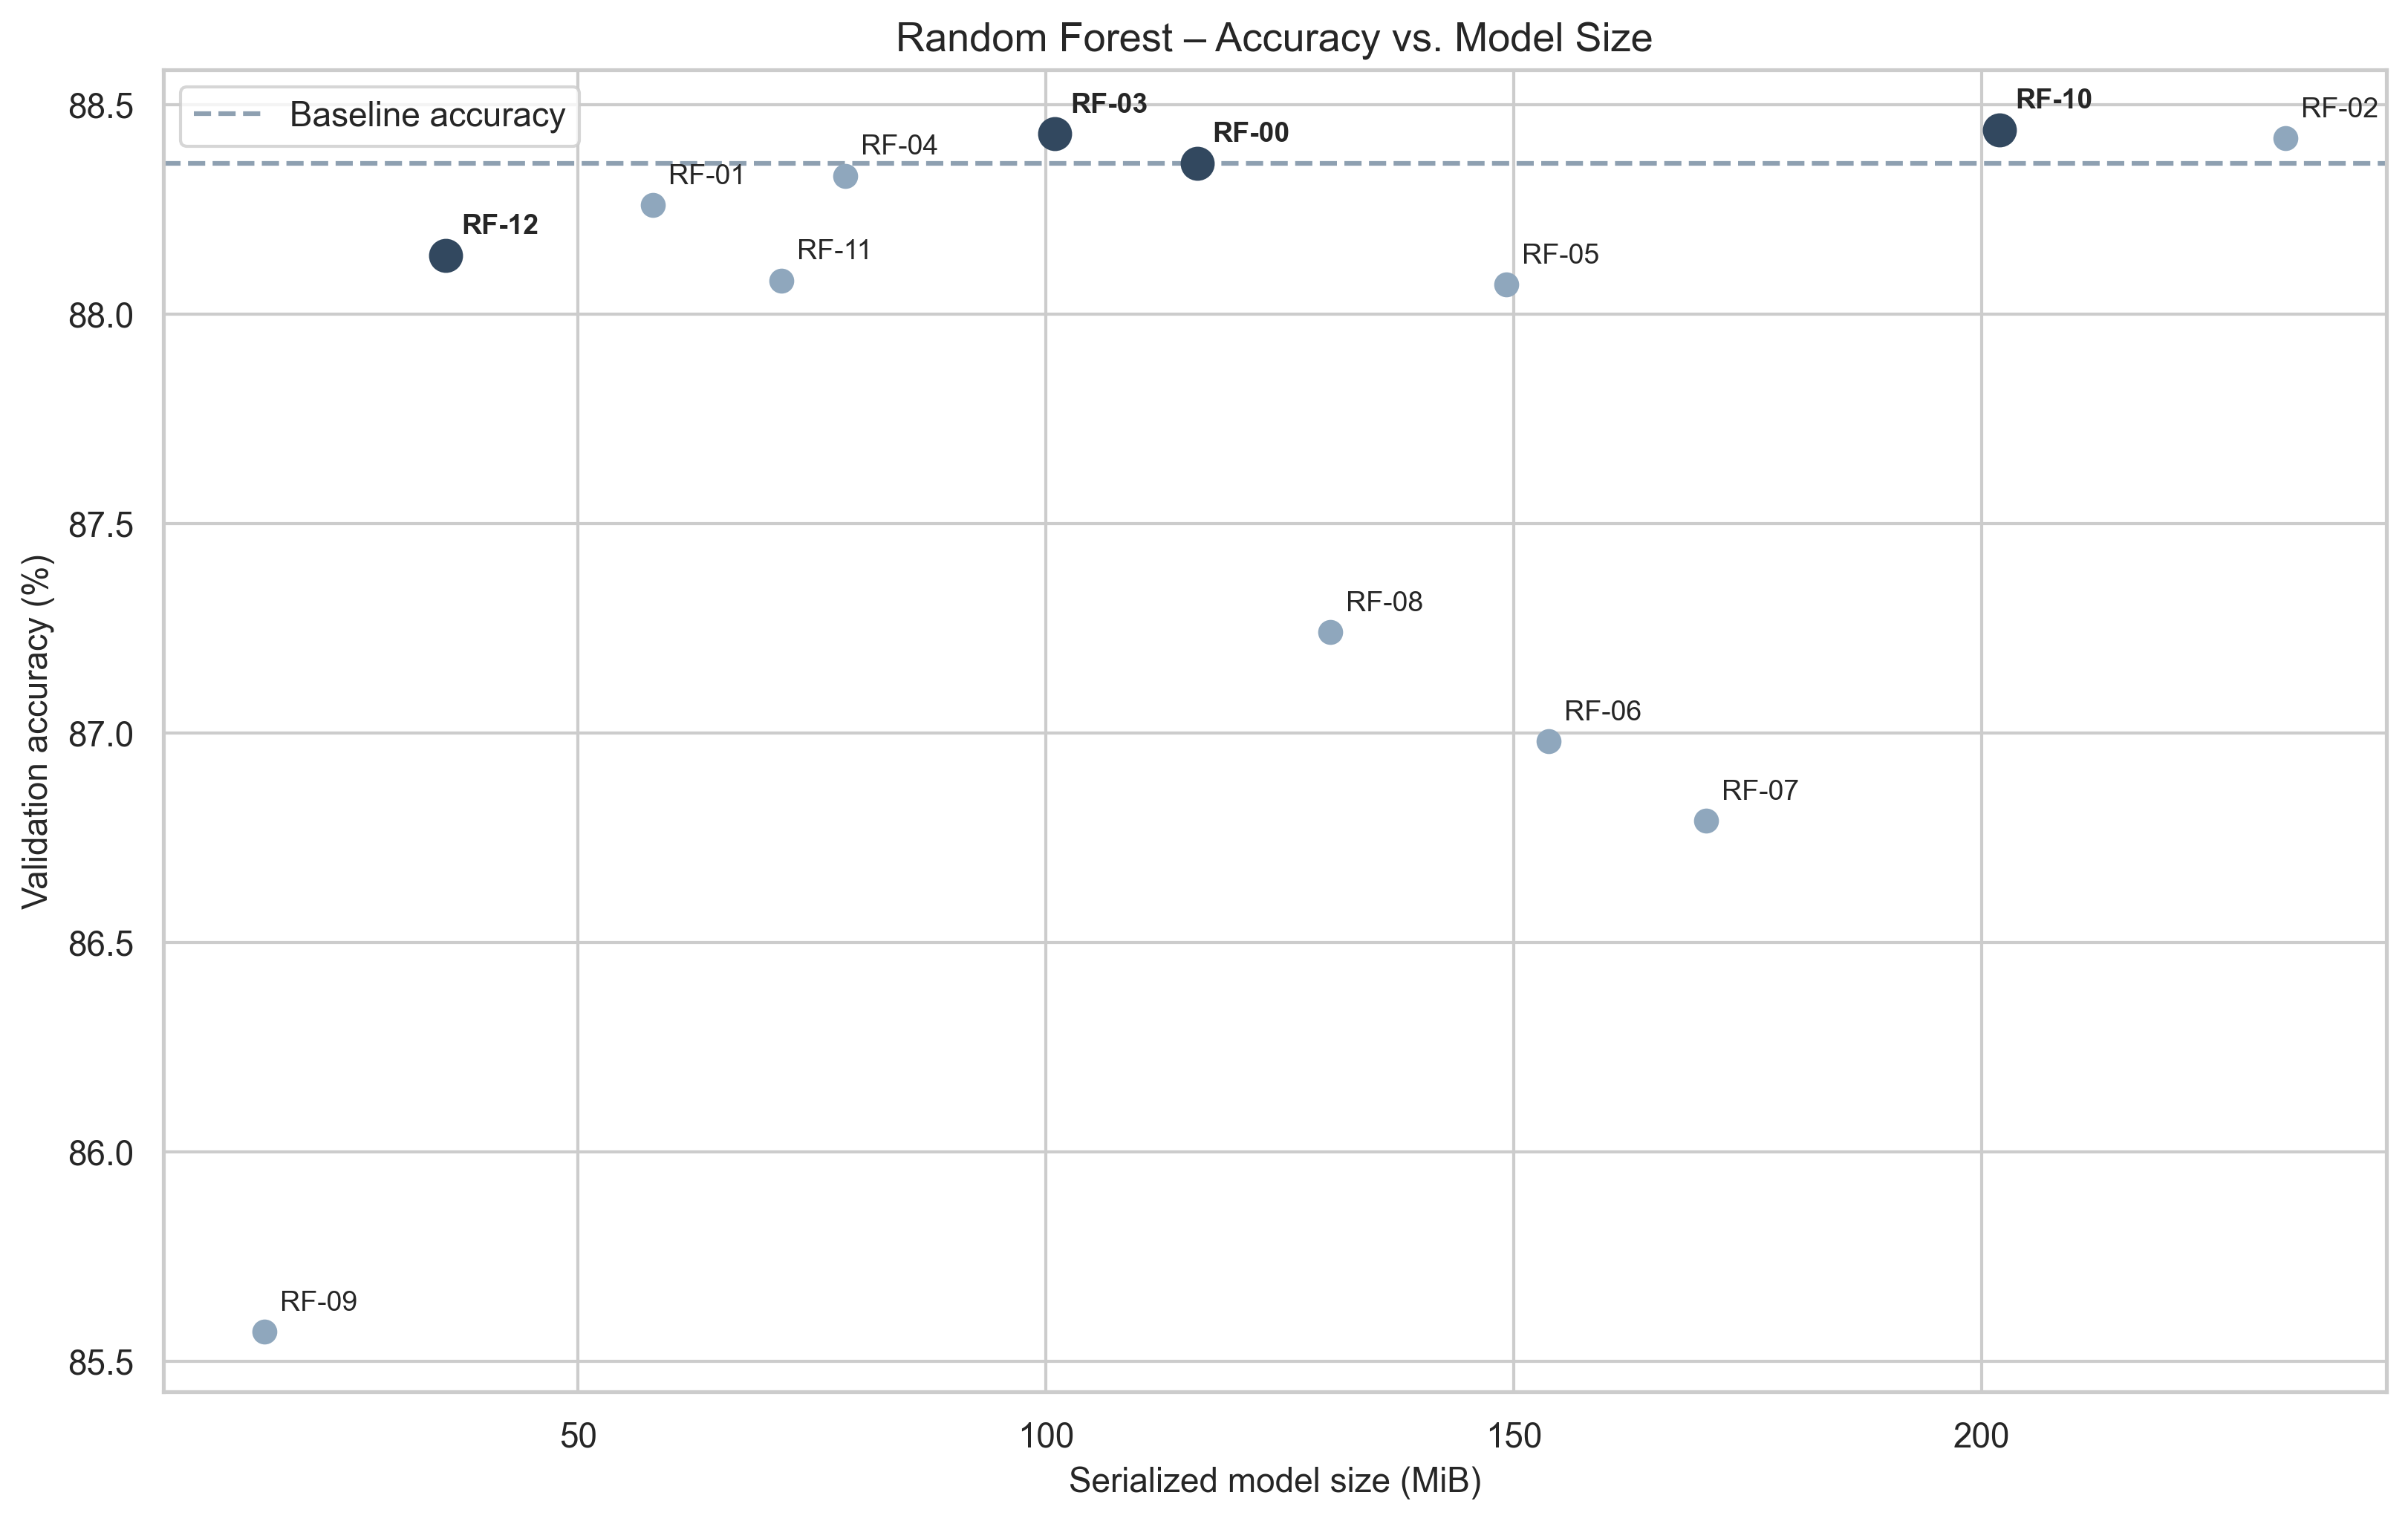 Random Forest – Accuracy vs. Model Size
Baseline accuracy
88.5
88.0
87.5
87.0
86.5
86.0
85.5
Validation accuracy (%)
RF-03
RF-10
RF-02
RF-00
RF-04
RF-01
RF-12
RF-11
RF-05
RF-08
RF-06
RF-07
RF-09
50
100
150
200
Serialized model size (MiB)